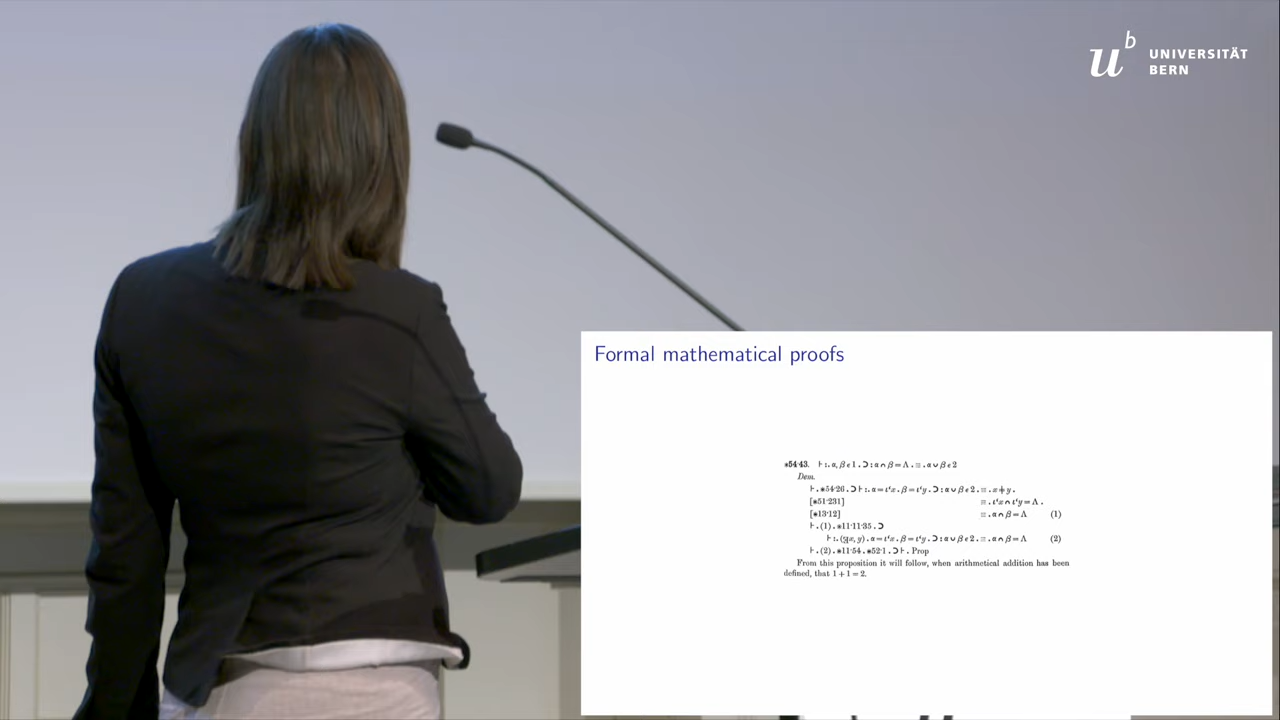 u^b UNIVERSITÄT
BERN
Formal mathematical proofs
∗54·43. ⊢ :. α, β ε 1 . ⊃ : α ∩ β = Λ . ≡ . α ∪ β ε 2
Dem.
⊢ . ∗54·26 . ⊃ ⊢ :. α = ι‘x . β = ι‘y . ⊃ : α ∪ β ε 2 . ≡ . x ≠ y .
[∗51·231] ≡ . ι‘x ∩ ι‘y = Λ .
[∗13·12] ≡ . α ∩ β = Λ (1)
⊢ . (1) . ∗11·11·35 . ⊃
⊢ :. (∃x, y) . α = ι‘x . β = ι‘y . ⊃ : α ∪ β ε 2 . ≡ . α ∩ β = Λ (2)
⊢ . (2) . ∗11·54 . ∗52·1 . ⊃ ⊢ . Prop
From this proposition it will follow, when arithmetical addition has been
defined, that 1 + 1 = 2.